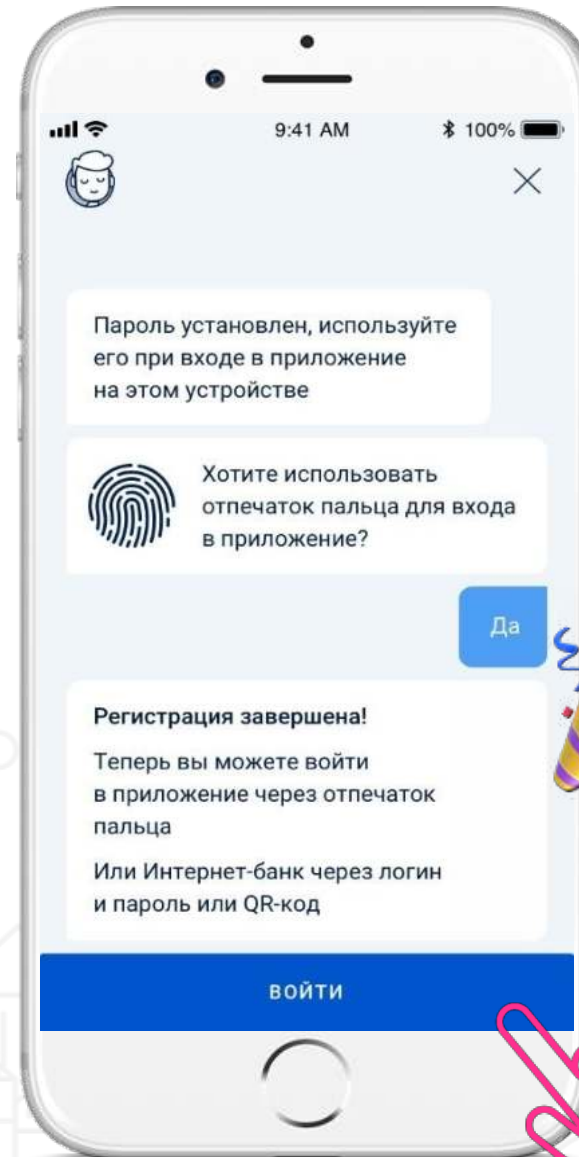 9:41 AM 100%
Пароль установлен, используйте
его при входе в приложение
на этом устройстве
Хотите использовать
отпечаток пальца для входа
в приложение?
Да
Регистрация завершена!
Теперь вы можете войти
в приложение через отпечаток
пальца
Или Интернет-банк через логин
и пароль или QR-код
ВОЙТИ